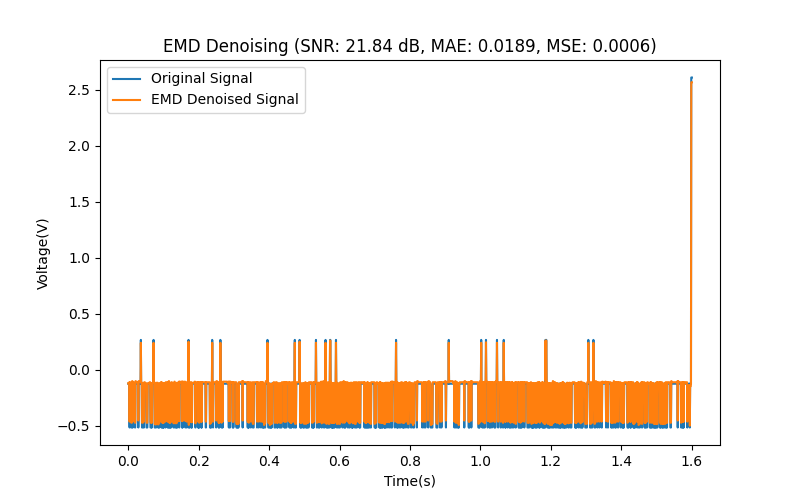 EMD Denoising (SNR: 21.84 dB, MAE: 0.0189, MSE: 0.0006)
Original Signal
EMD Denoised Signal
2.5
2.0
1.5
1.0
0.5
0.0
−0.5
Voltage(V)
0.0 0.2 0.4 0.6 0.8 1.0 1.2 1.4 1.6
Time(s)